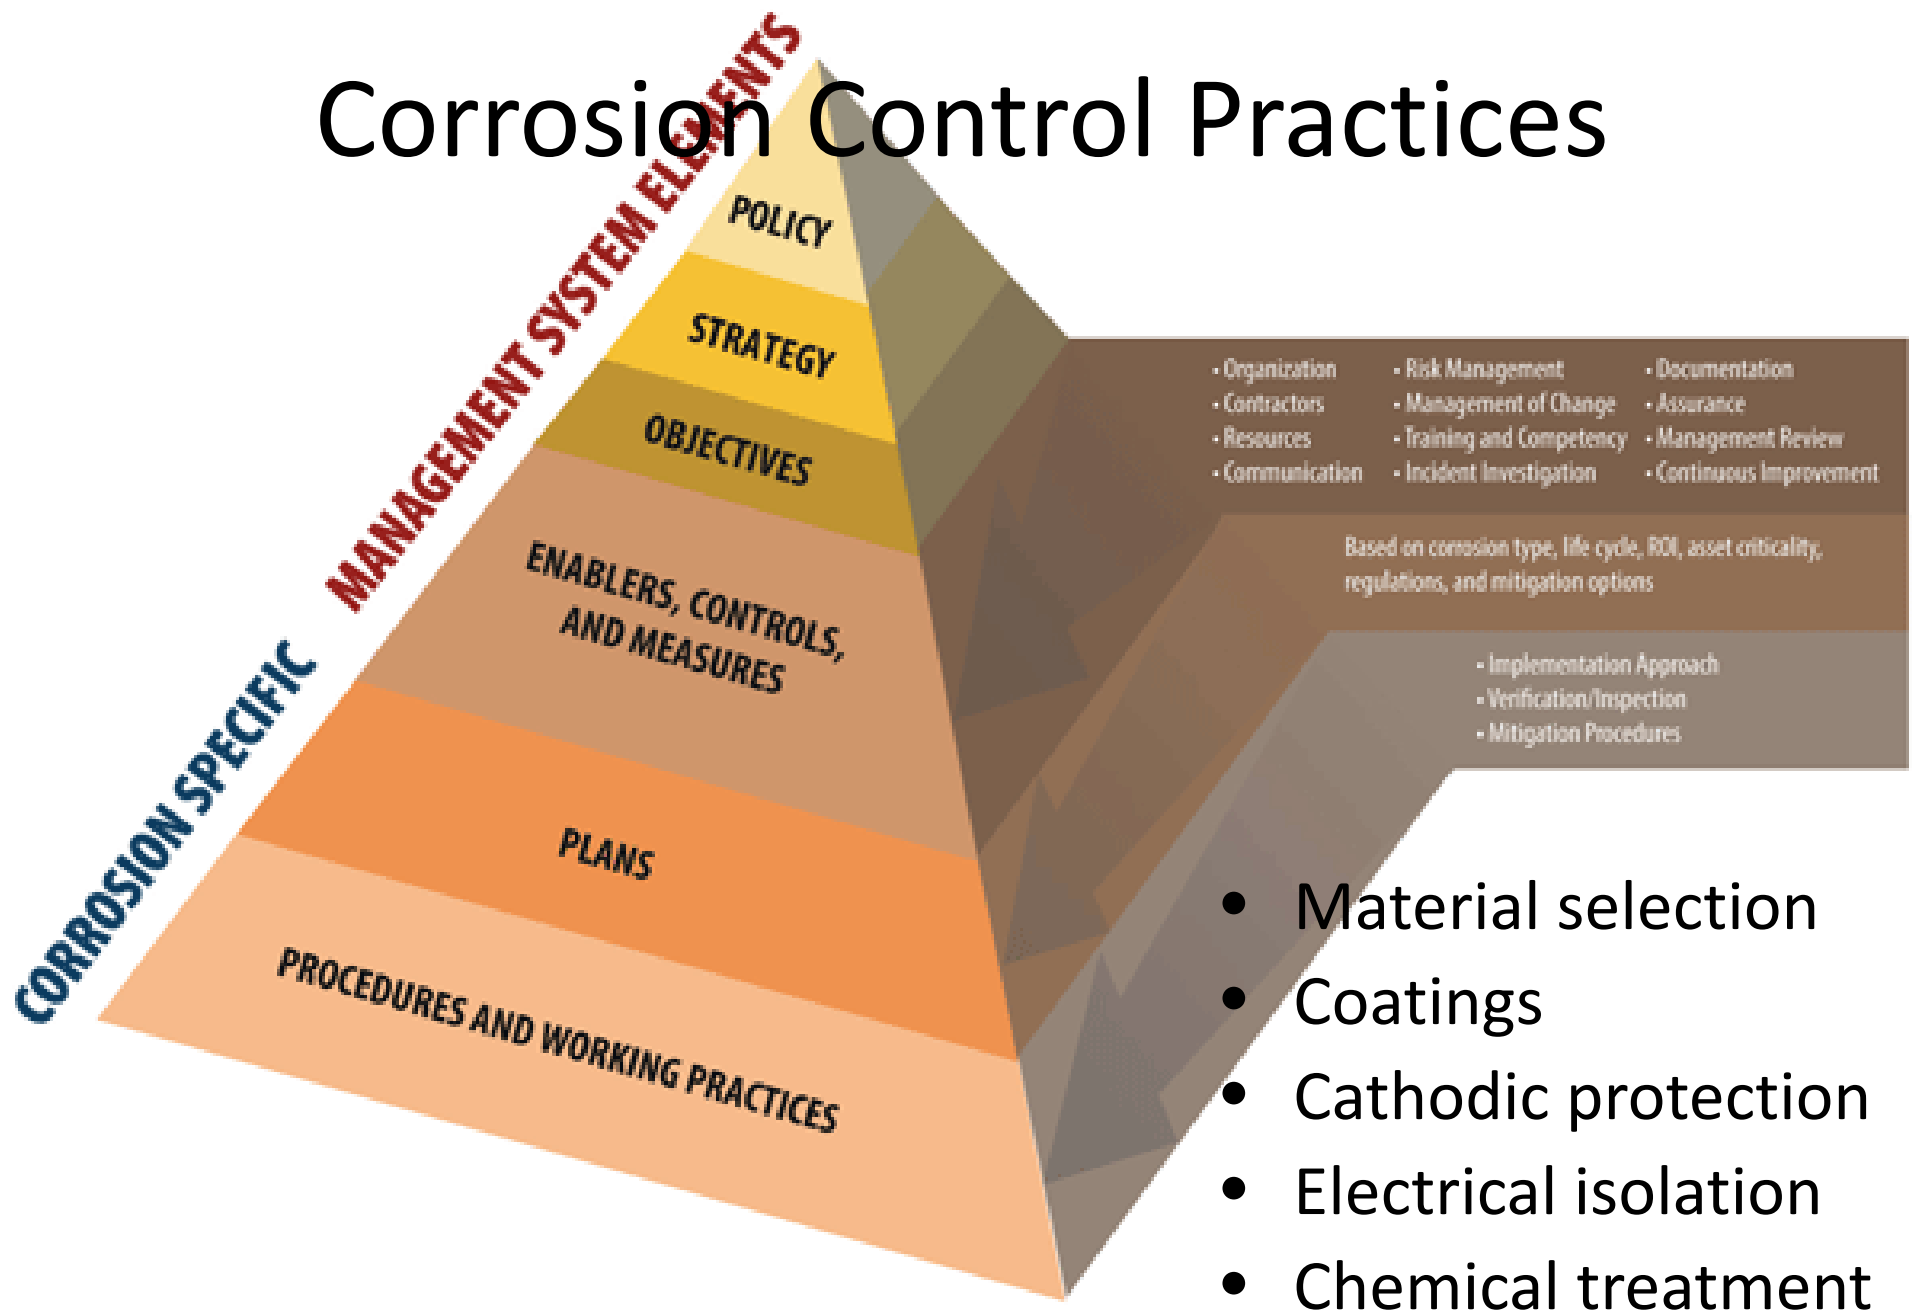 Corrosion Control Practices
MANAGEMENT SYSTEM ELEMENTS
CORROSION SPECIFIC
POLICY
STRATEGY
OBJECTIVES
ENABLERS, CONTROLS,
AND MEASURES
PLANS
PROCEDURES AND WORKING PRACTICES
• Organization
• Contractors
• Resources
• Communication
• Risk Management
• Management of Change
• Training and Competency
• Incident Investigation
• Documentation
• Assurance
• Management Review
• Continuous Improvement
Based on corrosion type, life cycle, ROI, asset criticality,
regulations, and mitigation options
• Implementation Approach
• Verification/Inspection
• Mitigation Procedures
• Material selection
• Coatings
• Cathodic protection
• Electrical isolation
• Chemical treatment